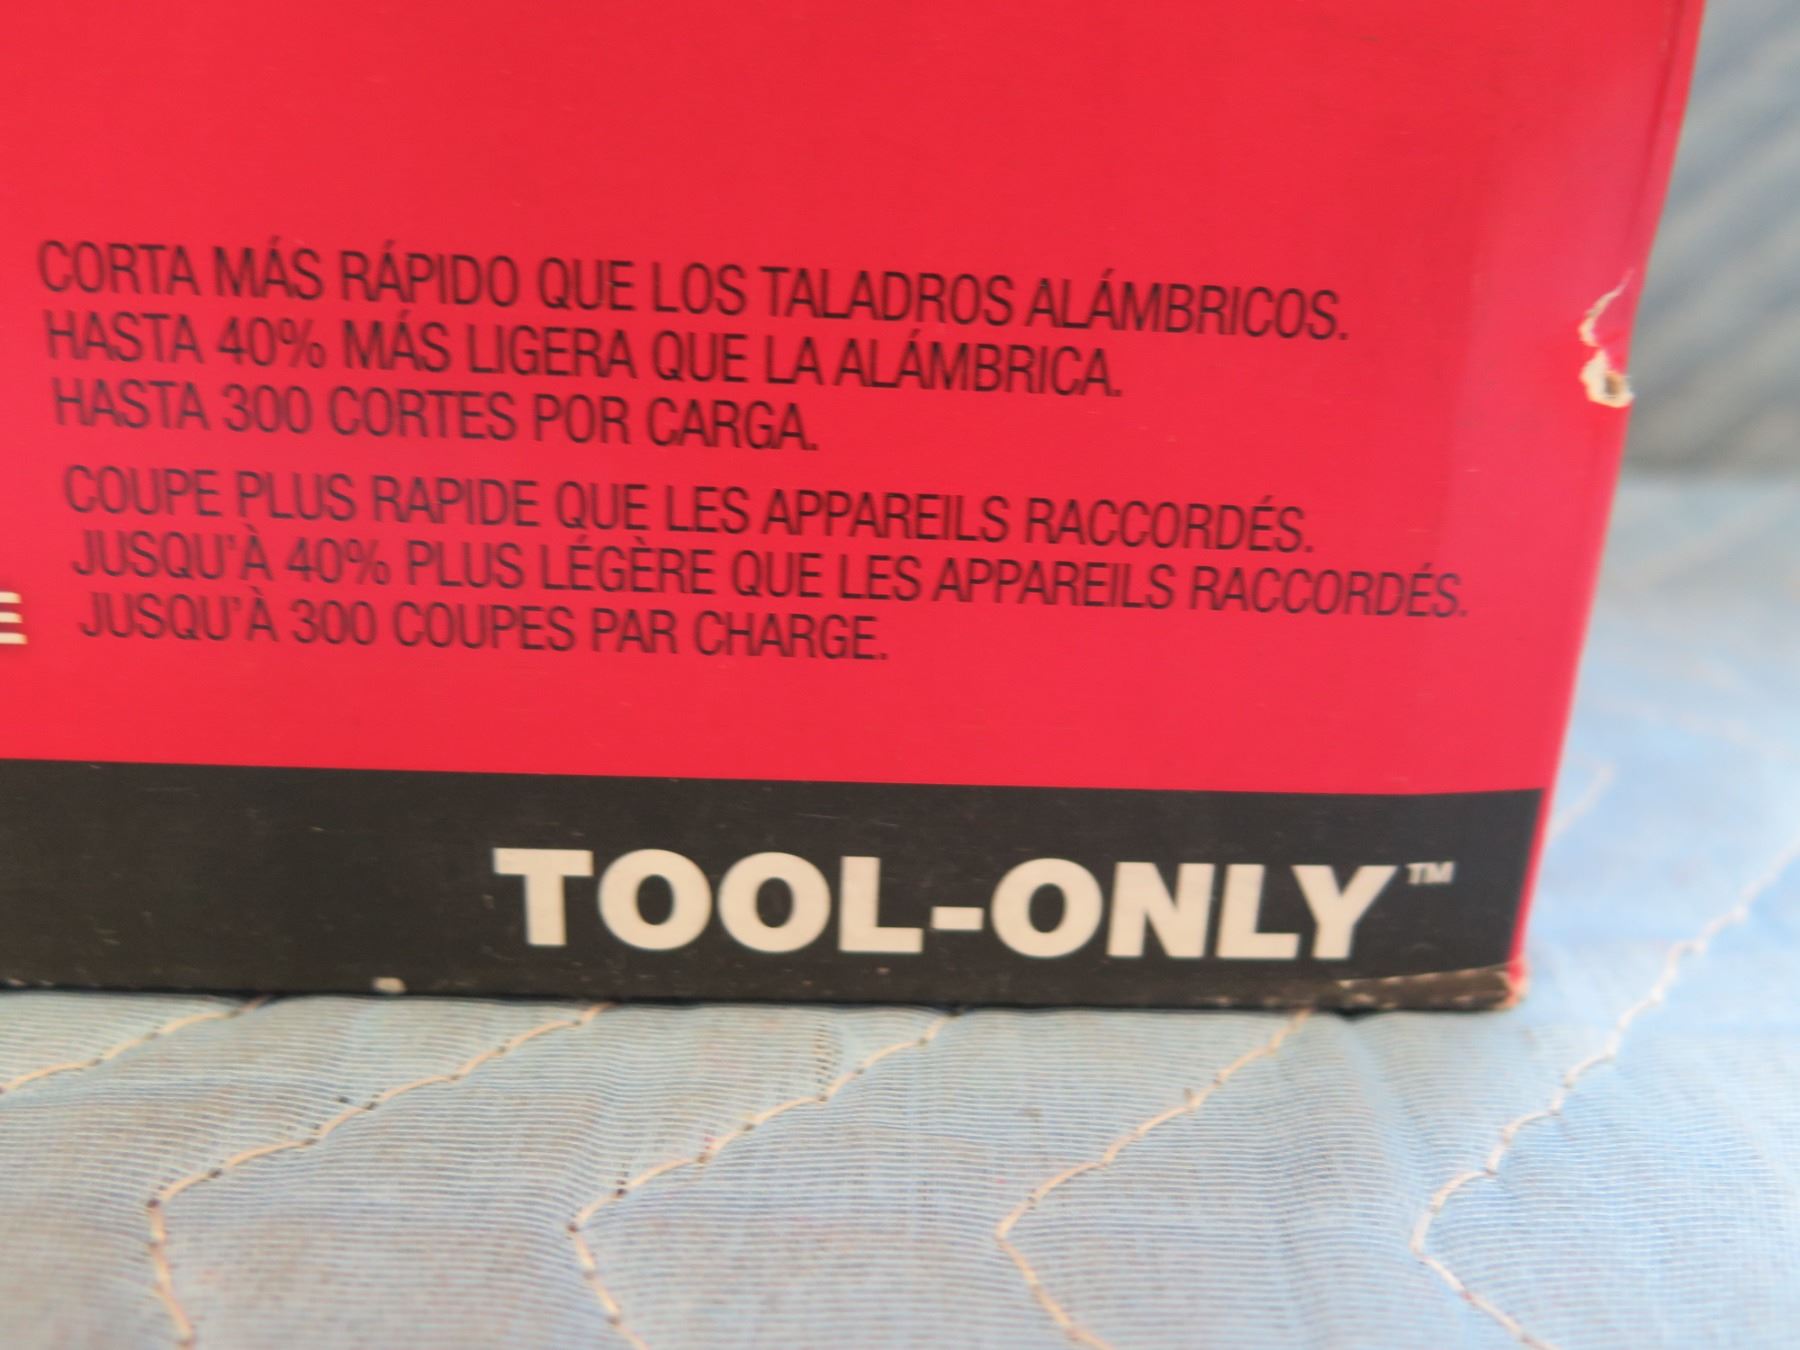 CORTA MÁS RÁPIDO QUE LOS TALADROS ALÁMBRICOS.
HASTA 40% MÁS LIGERA QUE LA ALÁMBRICA.
HASTA 300 CORTES POR CARGA.
COUPE PLUS RAPIDE QUE LES APPAREILS RACCORDÉS.
JUSQU'À 40% PLUS LÉGÈRE QUE LES APPAREILS RACCORDÉS.
JUSQU'À 300 COUPES PAR CHARGE.
E
TOOL-ONLY™